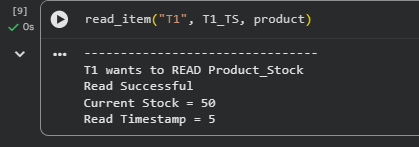 [9]
0s
read_item("T1", T1_TS, product)
--------------------------------
T1 wants to READ Product_Stock
Read Successful
Current Stock = 50
Read Timestamp = 5